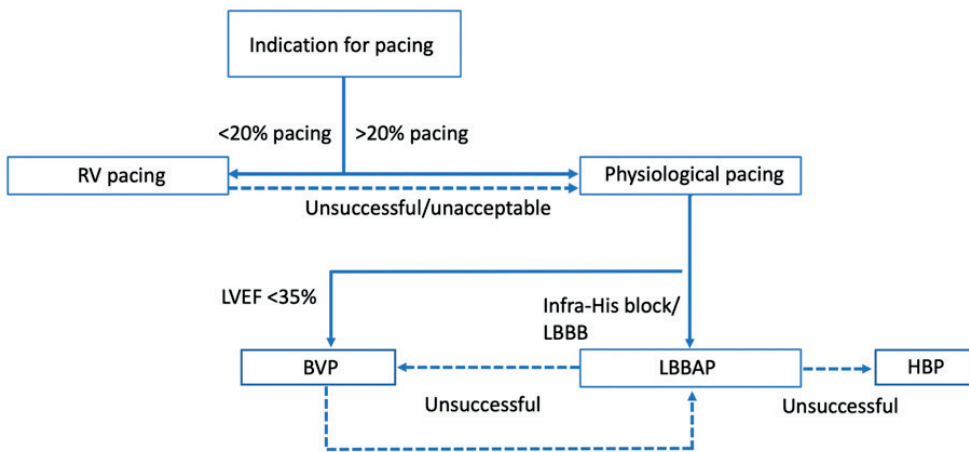 Indication for pacing
<20% pacing
>20% pacing
RV pacing
Physiological pacing
Unsuccessful/unacceptable
LVEF <35%
Infra-His block/
LBBB
BVP
LBBAP
HBP
Unsuccessful
Unsuccessful